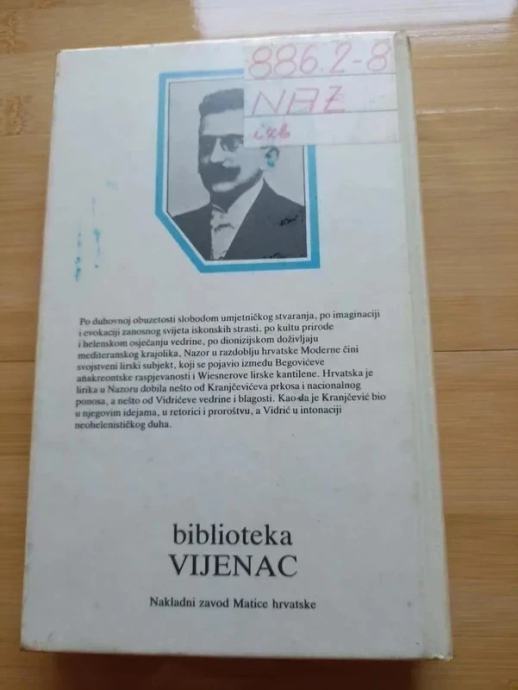 886.2-8
NAZ
izb
Po duhovnoj obuzetosti slobodom umjetničkog stvaranja, po imaginaciji
i evokaciji zanosnog svijeta iskonskih strasti, po kultu prirode
i helenskom osjećanju vedrine, po dionizijskom doživljaju
mediteranskog krajolika, Nazor u razdoblju hrvatske Moderne čini
svojstveni lirski subjekt, koji se pojavio između Begovićeve
anakreontske raspjevanosti i Wiesnerove lirske kantilene. Hrvatska je
lirika u Nazoru dobila nešto od Kranjčevićeva prkosa i nacionalnog
ponosa, a nešto od Vidrićeve vedrine i blagosti. Kao da je Kranjčević bio
u njegovim idejama, u retorici i proroštvu, a Vidrić u intonaciji
neohelenističkog duha.
biblioteka
VIJENAC
Nakladni zavod Matice hrvatske